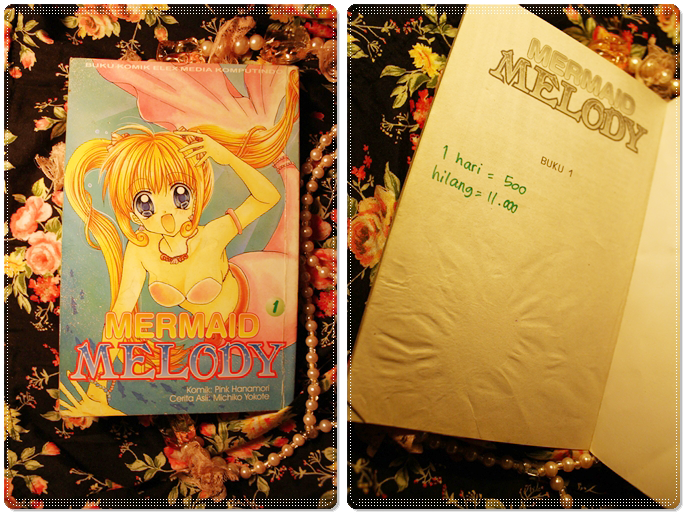 BUKU KOMIK ELEX MEDIA KOMPUTINDO
1
MERMAID
MELODY
Komik: Pink Hanamori
Cerita Asli: Michiko Yokote
MERMAID
MELODY
BUKU 1
1 hari = 500
hilang = 11.000